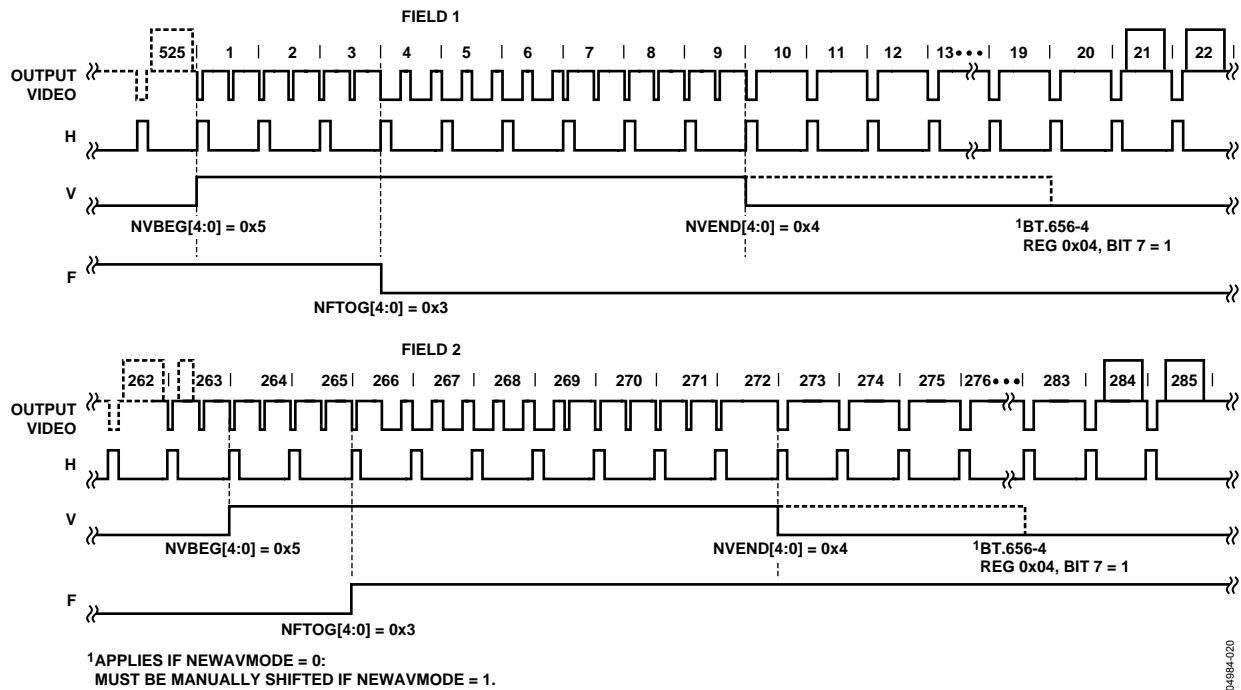 FIELD 1
525 1 2 3 4 5 6 7 8 9 10 11 12 13••• 19 20 21 22
OUTPUT
VIDEO
H
V
NVBEG[4:0] = 0x5
NVEND[4:0] = 0x4
1BT.656-4
REG 0x04, BIT 7 = 1
F
NFTOG[4:0] = 0x3
FIELD 2
262 263 264 265 266 267 268 269 270 271 272 273 274 275 276••• 283 284 285
OUTPUT
VIDEO
H
V
NVBEG[4:0] = 0x5
NVEND[4:0] = 0x4
1BT.656-4
REG 0x04, BIT 7 = 1
F
NFTOG[4:0] = 0x3
1APPLIES IF NEWAVMODE = 0:
MUST BE MANUALLY SHIFTED IF NEWAVMODE = 1.
04984-020